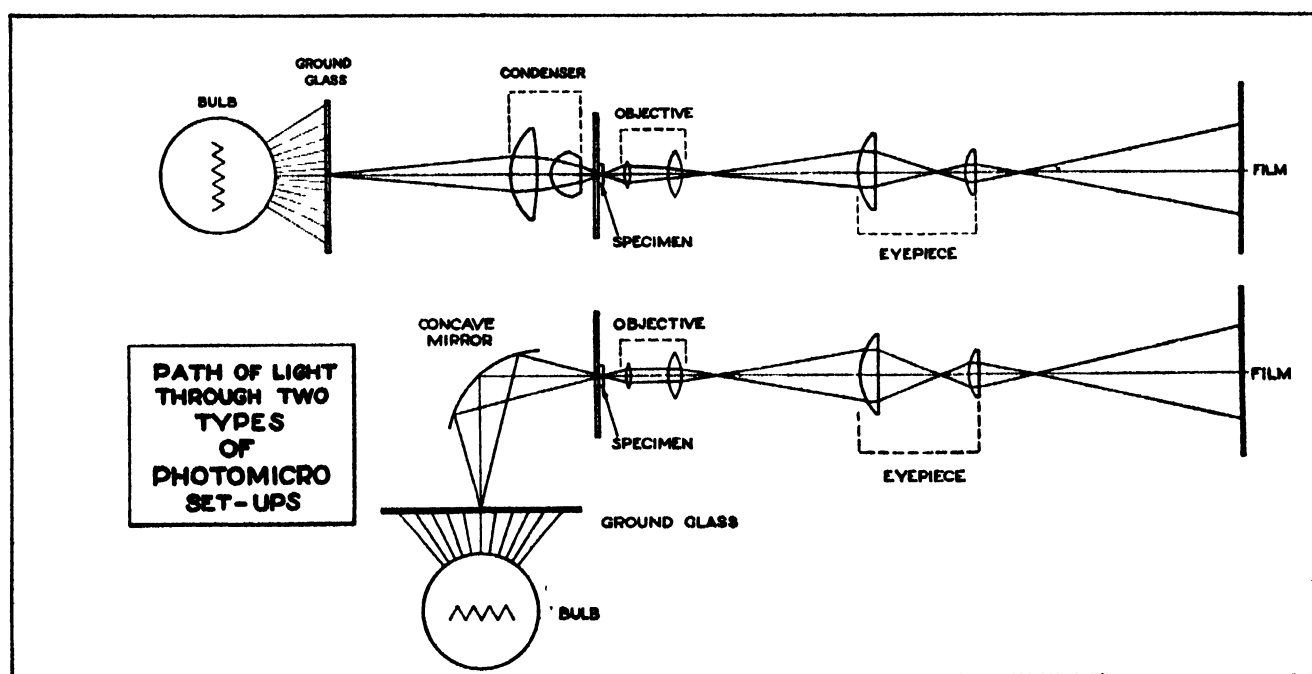 GROUND
GLASS
BULB
CONDENSER
OBJECTIVE
FILM
SPECIMEN
EYEPIECE
CONCAVE
MIRROR
OBJECTIVE
FILM
SPECIMEN
EYEPIECE
PATH OF LIGHT
THROUGH TWO
TYPES
OF
PHOTOMICRO
SET-UPS
GROUND GLASS
BULB